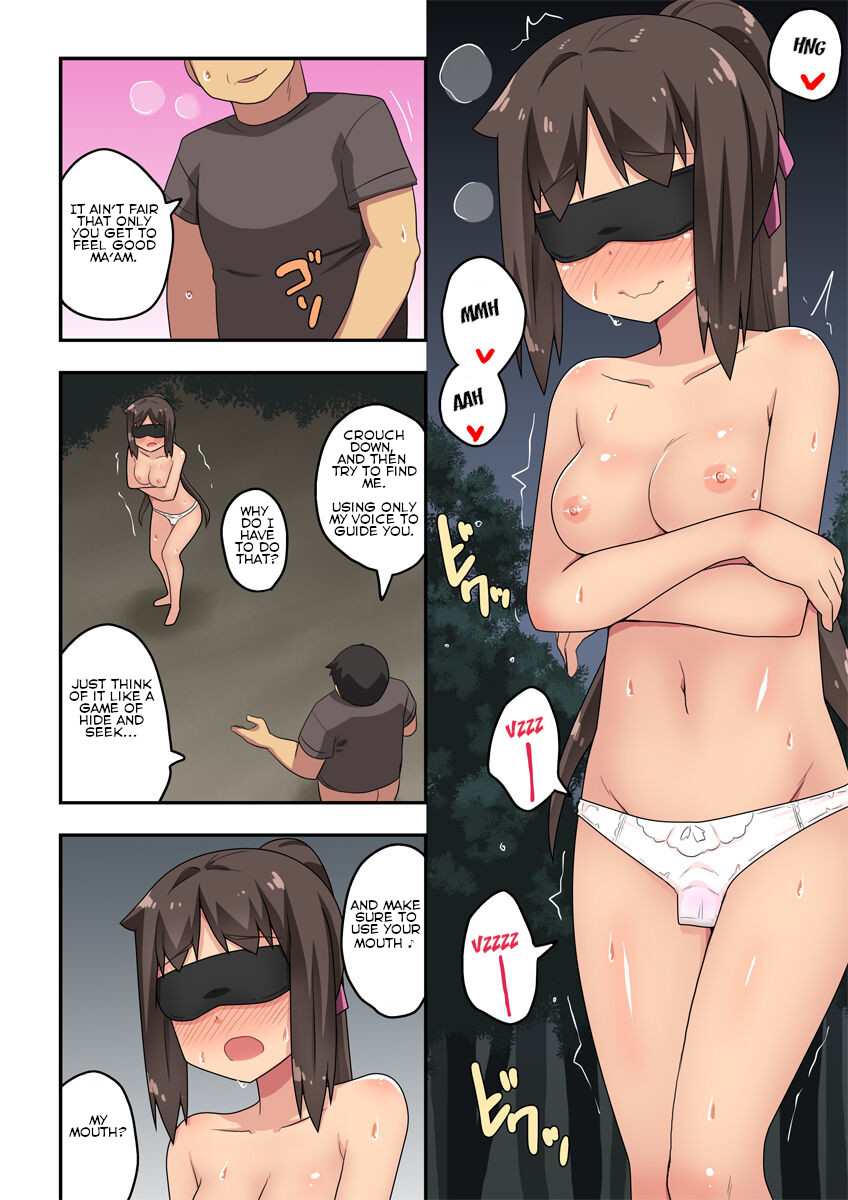 HNG
MMH
AAH
ビクッ
VZZZ
VZZZZ
ビクッ
IT AIN'T FAIR
THAT ONLY
YOU GET TO
FEEL GOOD
MA'AM.
ゴソ
CROUCH
DOWN,
AND THEN
TRY TO FIND
ME.
USING ONLY
MY VOICE TO
GUIDE YOU.
WHY
DO I
HAVE
TO DO
THAT?
JUST THINK
OF IT LIKE A
GAME OF
HIDE AND
SEEK...
AND MAKE
SURE TO
USE YOUR
MOUTH ♪
MY
MOUTH?